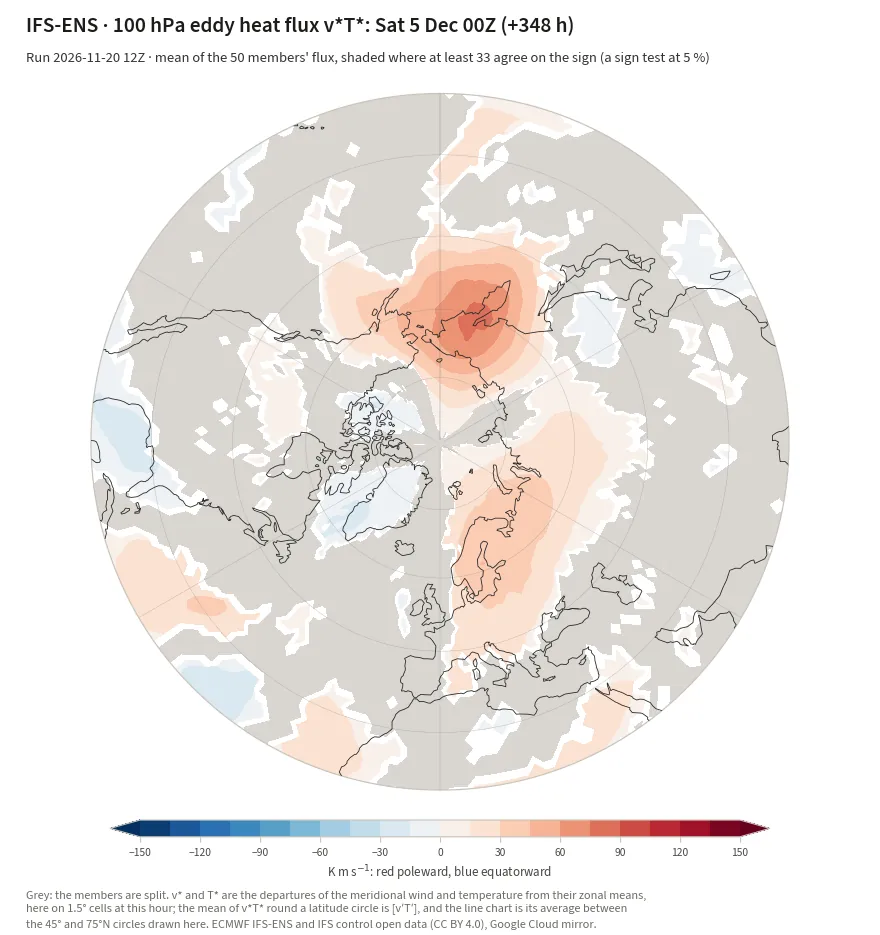 IFS-ENS · 100 hPa eddy heat flux v*T*: Sat 5 Dec 00Z (+348 h)
Run 2026-11-20 12Z · mean of the 50 members' flux, shaded where at least 33 agree on the sign (a sign test at 5 %)
−150 −120 −90 −60 −30 0 30 60 90 120 150
K m s⁻¹: red poleward, blue equatorward
Grey: the members are split. v* and T* are the departures of the meridional wind and temperature from their zonal means,
here on 1.5° cells at this hour; the mean of v*T* round a latitude circle is [v′T′], and the line chart is its average between
the 45° and 75°N circles drawn here. ECMWF IFS-ENS and IFS control open data (CC BY 4.0), Google Cloud mirror.